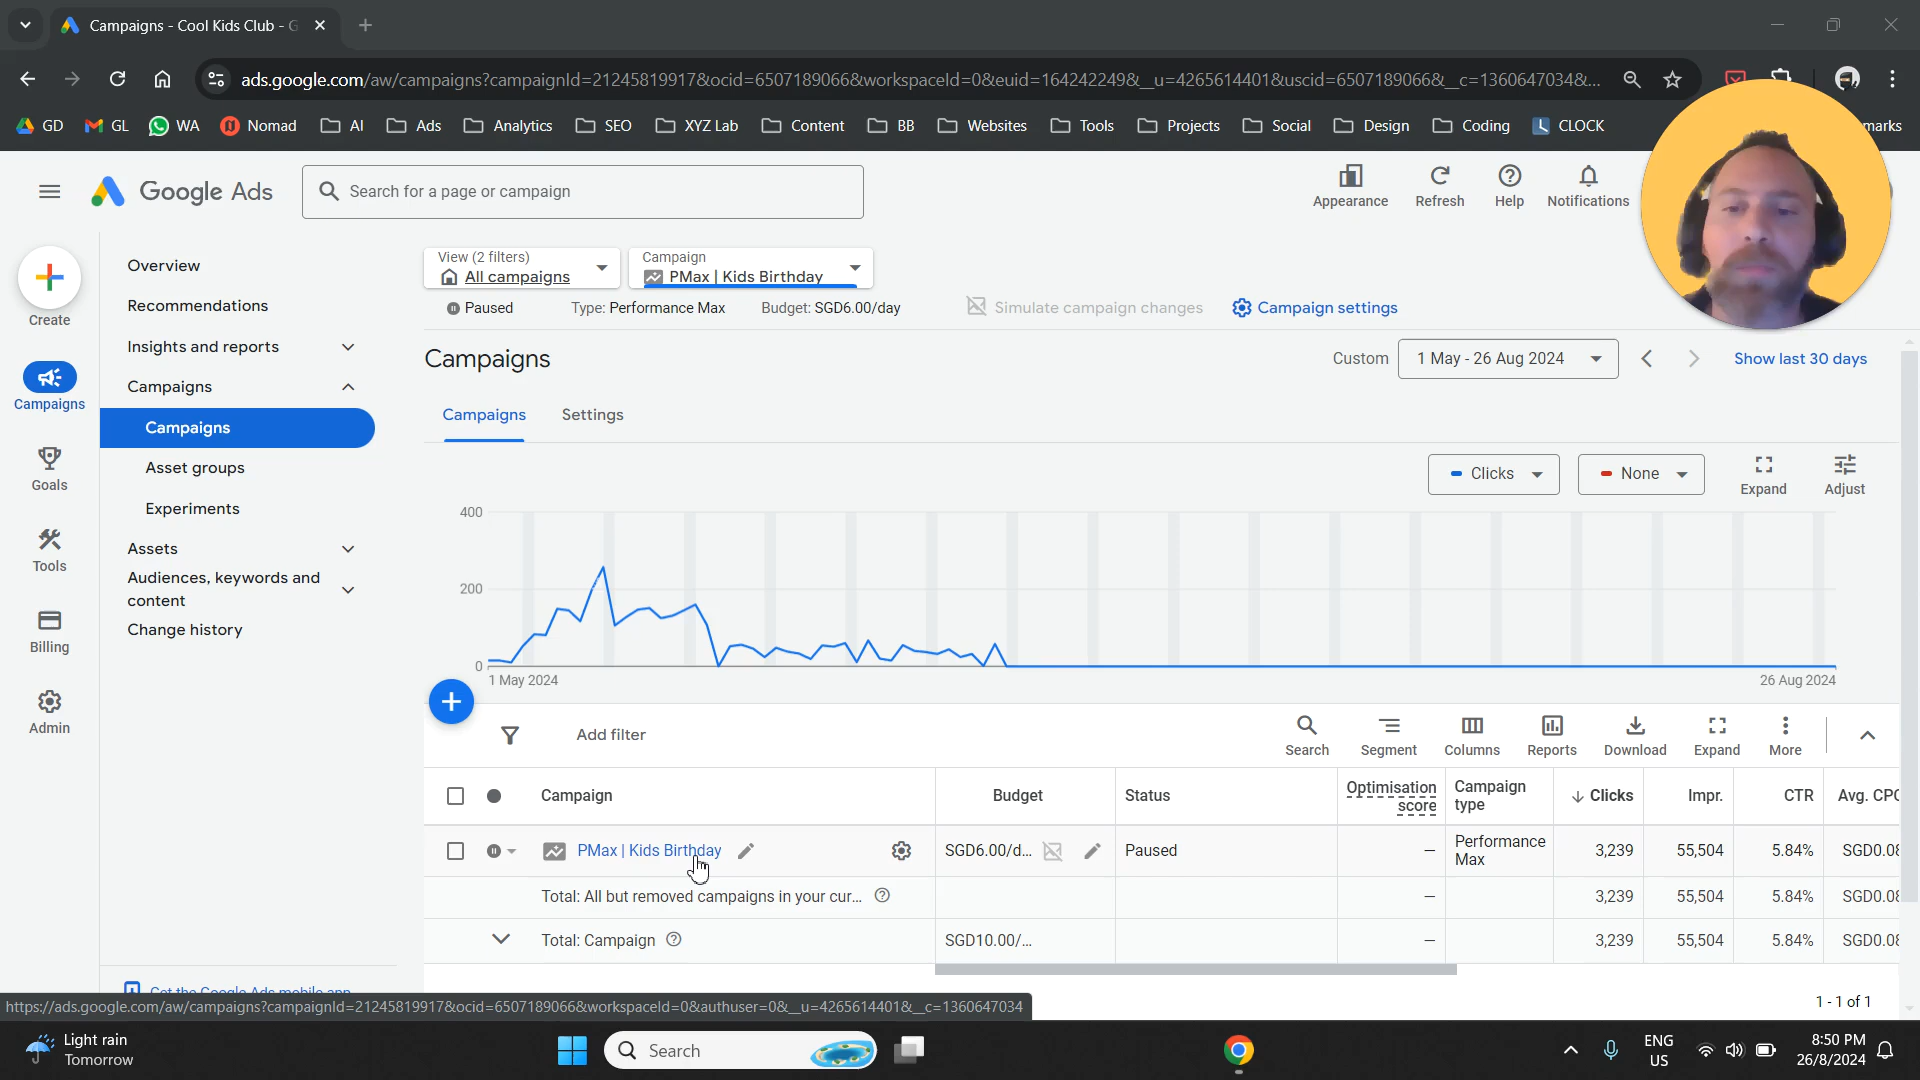 Campaigns - Cool Kids Club - G
ads.google.com/aw/campaigns?campaignId=21245819917&ocid=6507189066&workspaceId=0&euid=164242249&__u=4265614401&uscid=6507189066&__c=1360647034&...
GD GL WA Nomad AI Ads Analytics SEO XYZ Lab Content BB Websites Tools Projects Social Design Coding CLOCK
Google Ads
Search for a page or campaign
Appearance Refresh Help Notifications
Create
Campaigns
Goals
Tools
Billing
Admin
Overview
Recommendations
Insights and reports
Campaigns
Campaigns
Asset groups
Experiments
Assets
Audiences, keywords and
content
Change history
View (2 filters)
All campaigns
Campaign
PMax | Kids Birthday
Paused Type: Performance Max Budget: SGD6.00/day Simulate campaign changes Campaign settings
Campaigns
Custom 1 May - 26 Aug 2024 Show last 30 days
Campaigns Settings
Clicks None Expand Adjust
400
200
0
1 May 2024 26 Aug 2024
Add filter
Search Segment Columns Reports Download Expand More
Campaign Budget Status Optimisation score Campaign type Clicks Impr. CTR Avg. CPC
PMax | Kids Birthday SGD6.00/d... Paused – Performance Max 3,239 55,504 5.84% SGD0.08
Total: All but removed campaigns in your cur... – 3,239 55,504 5.84% SGD0.08
Total: Campaign SGD10.00/... – 3,239 55,504 5.84% SGD0.08
1 - 1 of 1
Get the Google Ads mobile app
https://ads.google.com/aw/campaigns?campaignId=21245819917&ocid=6507189066&workspaceId=0&authuser=0&__u=4265614401&__c=1360647034
Light rain
Tomorrow
Search
ENG
US
8:50 PM
26/8/2024